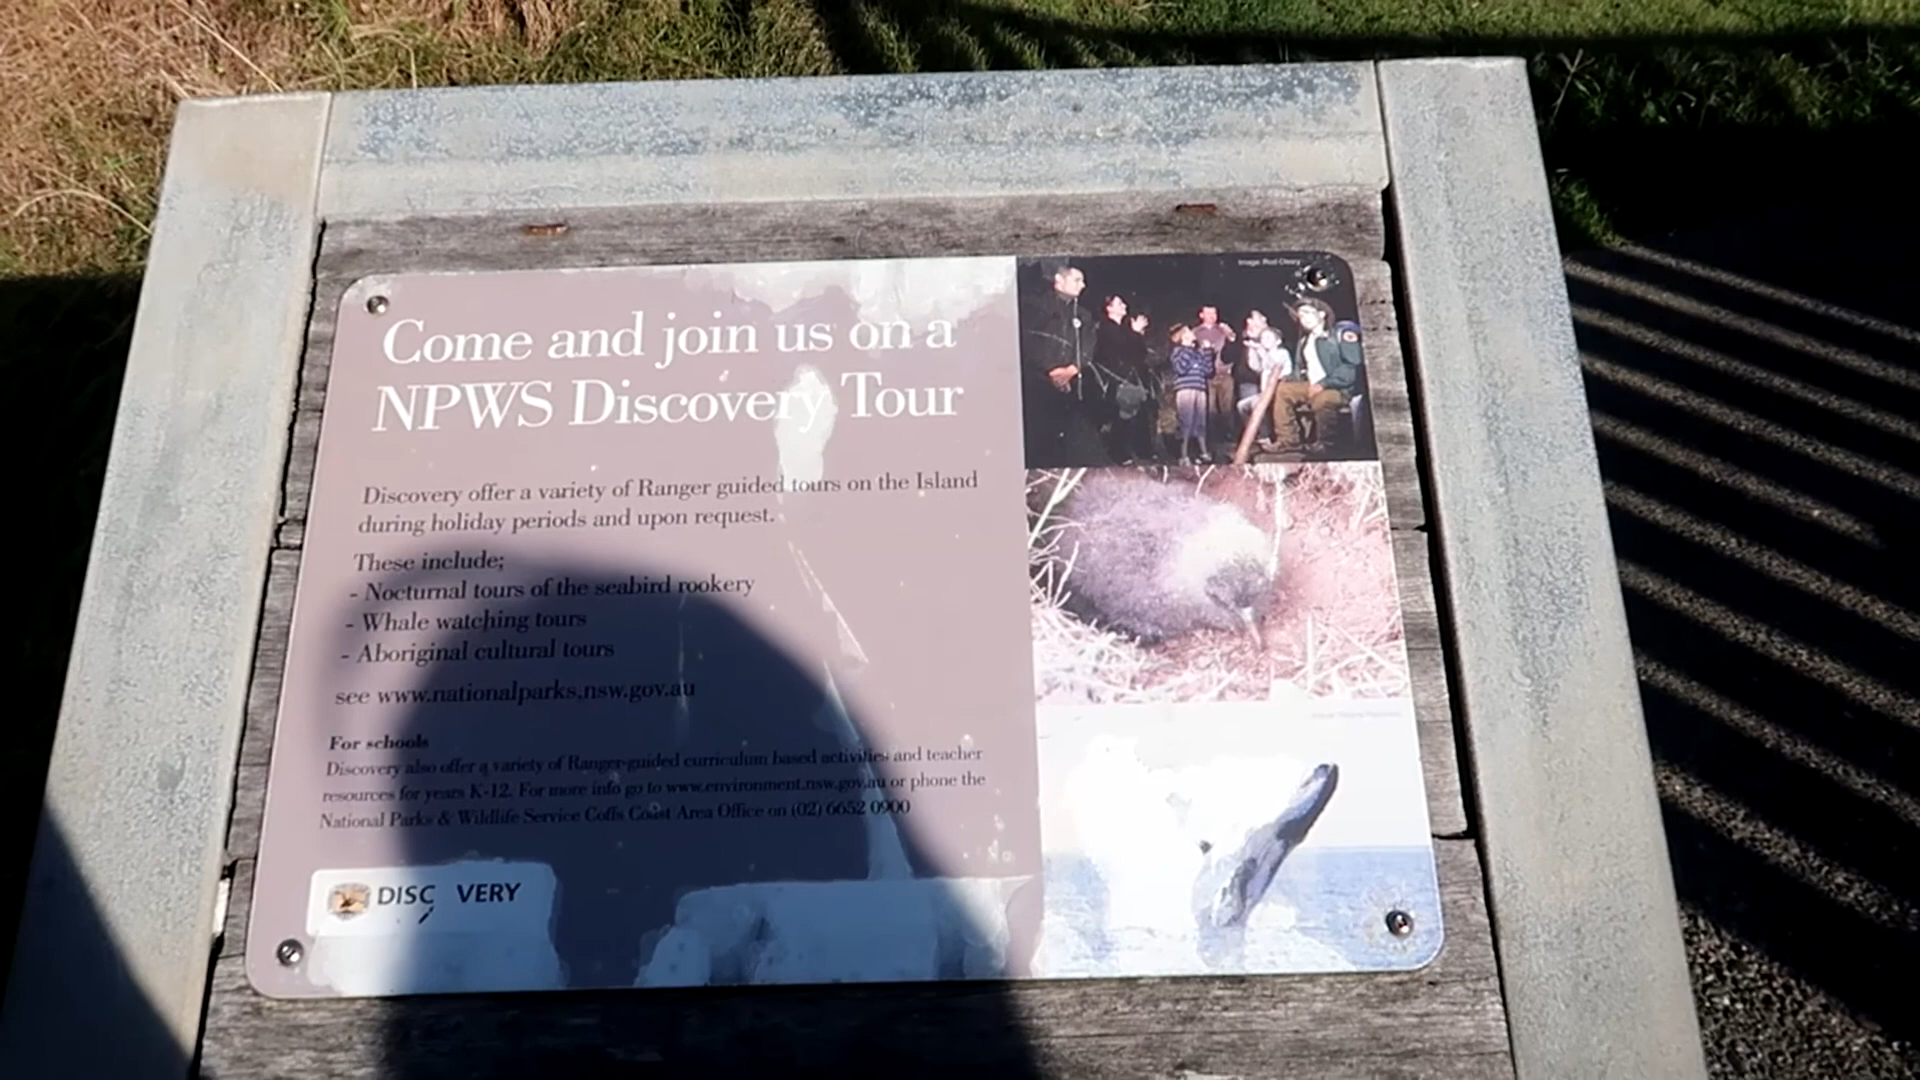 Image: Rod Cleary
Come and join us on a
NPWS Discovery Tour
Discovery offer a variety of Ranger guided tours on the Island
during holiday periods and upon request.
These include;
- Nocturnal tours of the seabird rookery
- Whale watching tours
- Aboriginal cultural tours
see www.nationalparks.nsw.gov.au
For schools
Discovery also offer a variety of Ranger-guided curriculum based activities and teacher
resources for years K-12. For more info go to www.environment.nsw.gov.au or phone the
National Parks & Wildlife Service Coffs Coast Area Office on (02) 6652 0900
DISC VERY